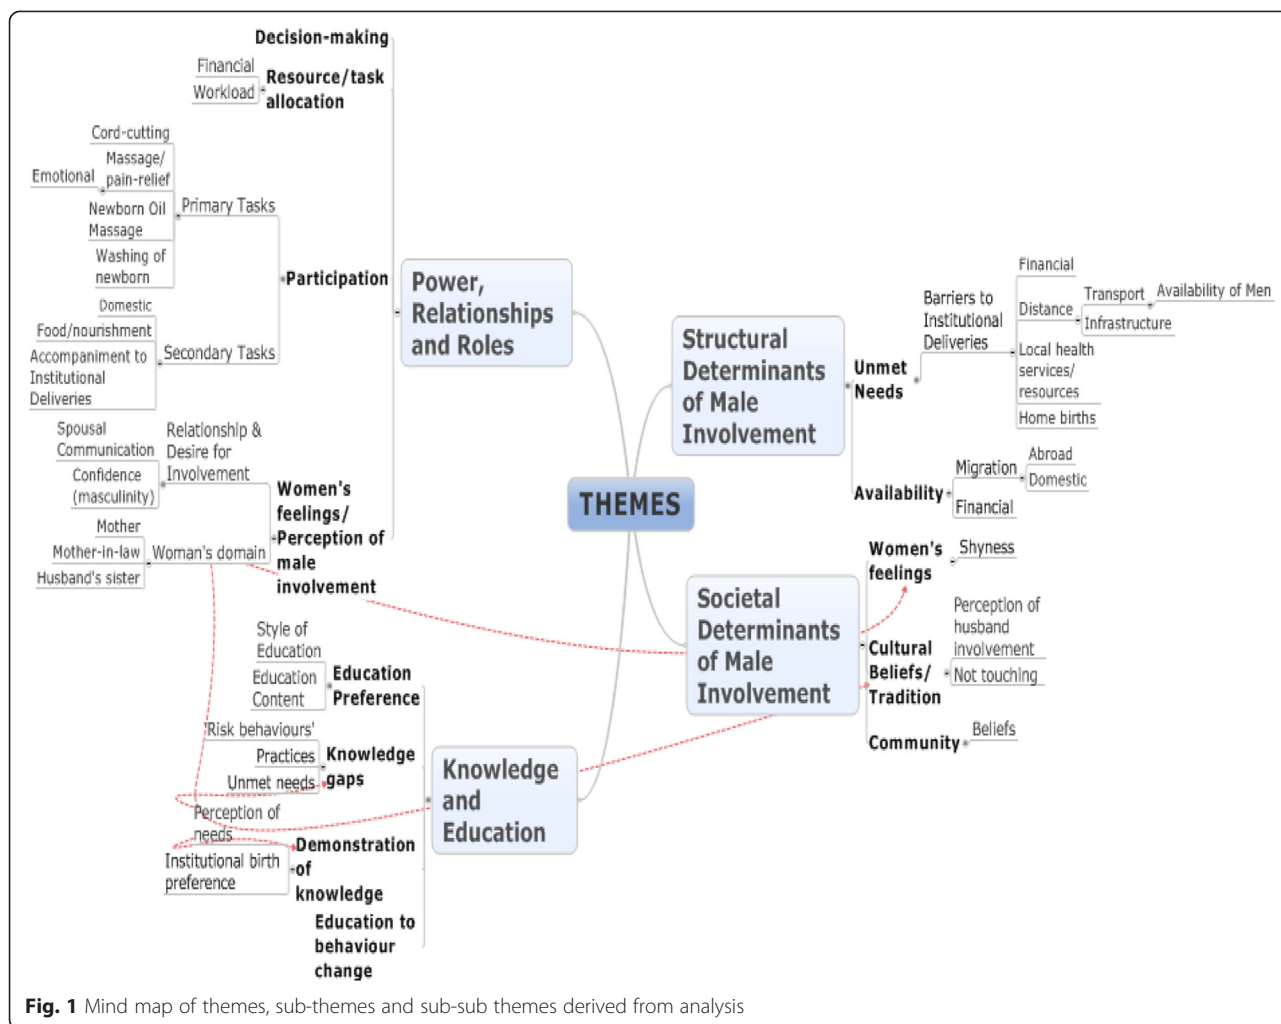 Decision-making
Financial
Workload
Resource/task
allocation
Cord-cutting
Massage/
pain-relief
Emotional
Newborn Oil
Massage
Washing of
newborn
Primary Tasks
Participation
Domestic
Food/nourishment
Accompaniment to
Institutional
Deliveries
Secondary Tasks
Spousal
Communication
Confidence
(masculinity)
Relationship &
Desire for
Involvement
Mother
Mother-in-law
Husband's sister
Woman's domain
Women's
feelings/
Perception of
male
involvement
Power,
Relationships
and Roles
Style of
Education
Education
Content
Education
Preference
'Risk behaviours'
Practices
Unmet needs
Knowledge
gaps
Perception of
needs
Institutional birth
preference
Demonstration
of
knowledge
Education to
behaviour
change
Knowledge
and
Education
THEMES
Structural
Determinants
of Male
Involvement
Unmet
Needs
Barriers to
Institutional
Deliveries
Financial
Distance
Transport
Availability of Men
Infrastructure
Local health
services/
resources
Home births
Availability
Migration
Abroad
Domestic
Financial
Societal
Determinants
of Male
Involvement
Women's
feelings
Shyness
Cultural
Beliefs/
Tradition
Perception of
husband
involvement
Not touching
Community
Beliefs
Fig. 1 Mind map of themes, sub-themes and sub-sub themes derived from analysis